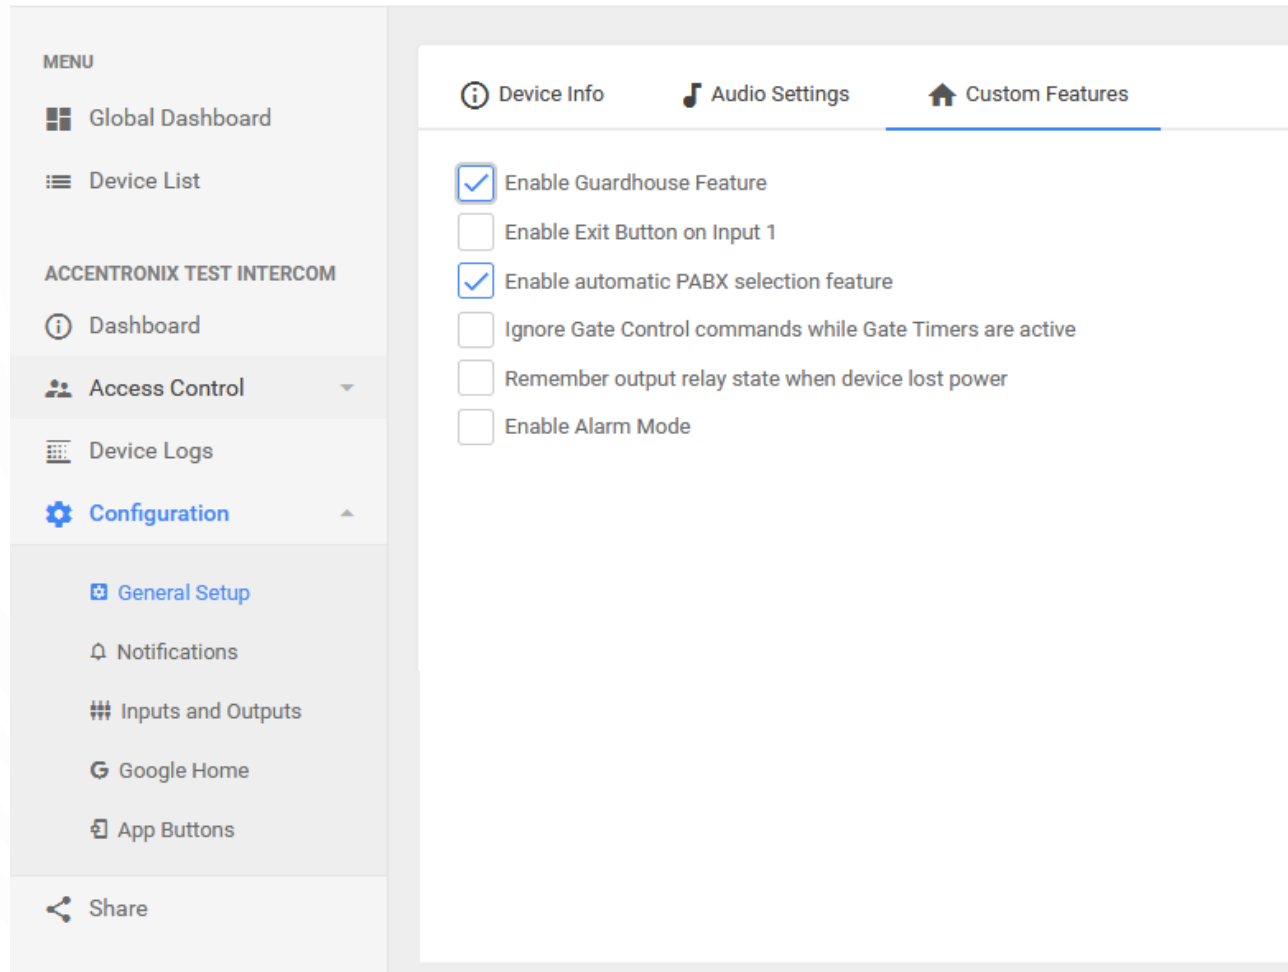 MENU
Global Dashboard
Device List
ACCENTRONIX TEST INTERCOM
Dashboard
Access Control
Device Logs
Configuration
General Setup
Notifications
Inputs and Outputs
Google Home
App Buttons
Share
Device Info
Audio Settings
Custom Features
Enable Guardhouse Feature
Enable Exit Button on Input 1
Enable automatic PABX selection feature
Ignore Gate Control commands while Gate Timers are active
Remember output relay state when device lost power
Enable Alarm Mode